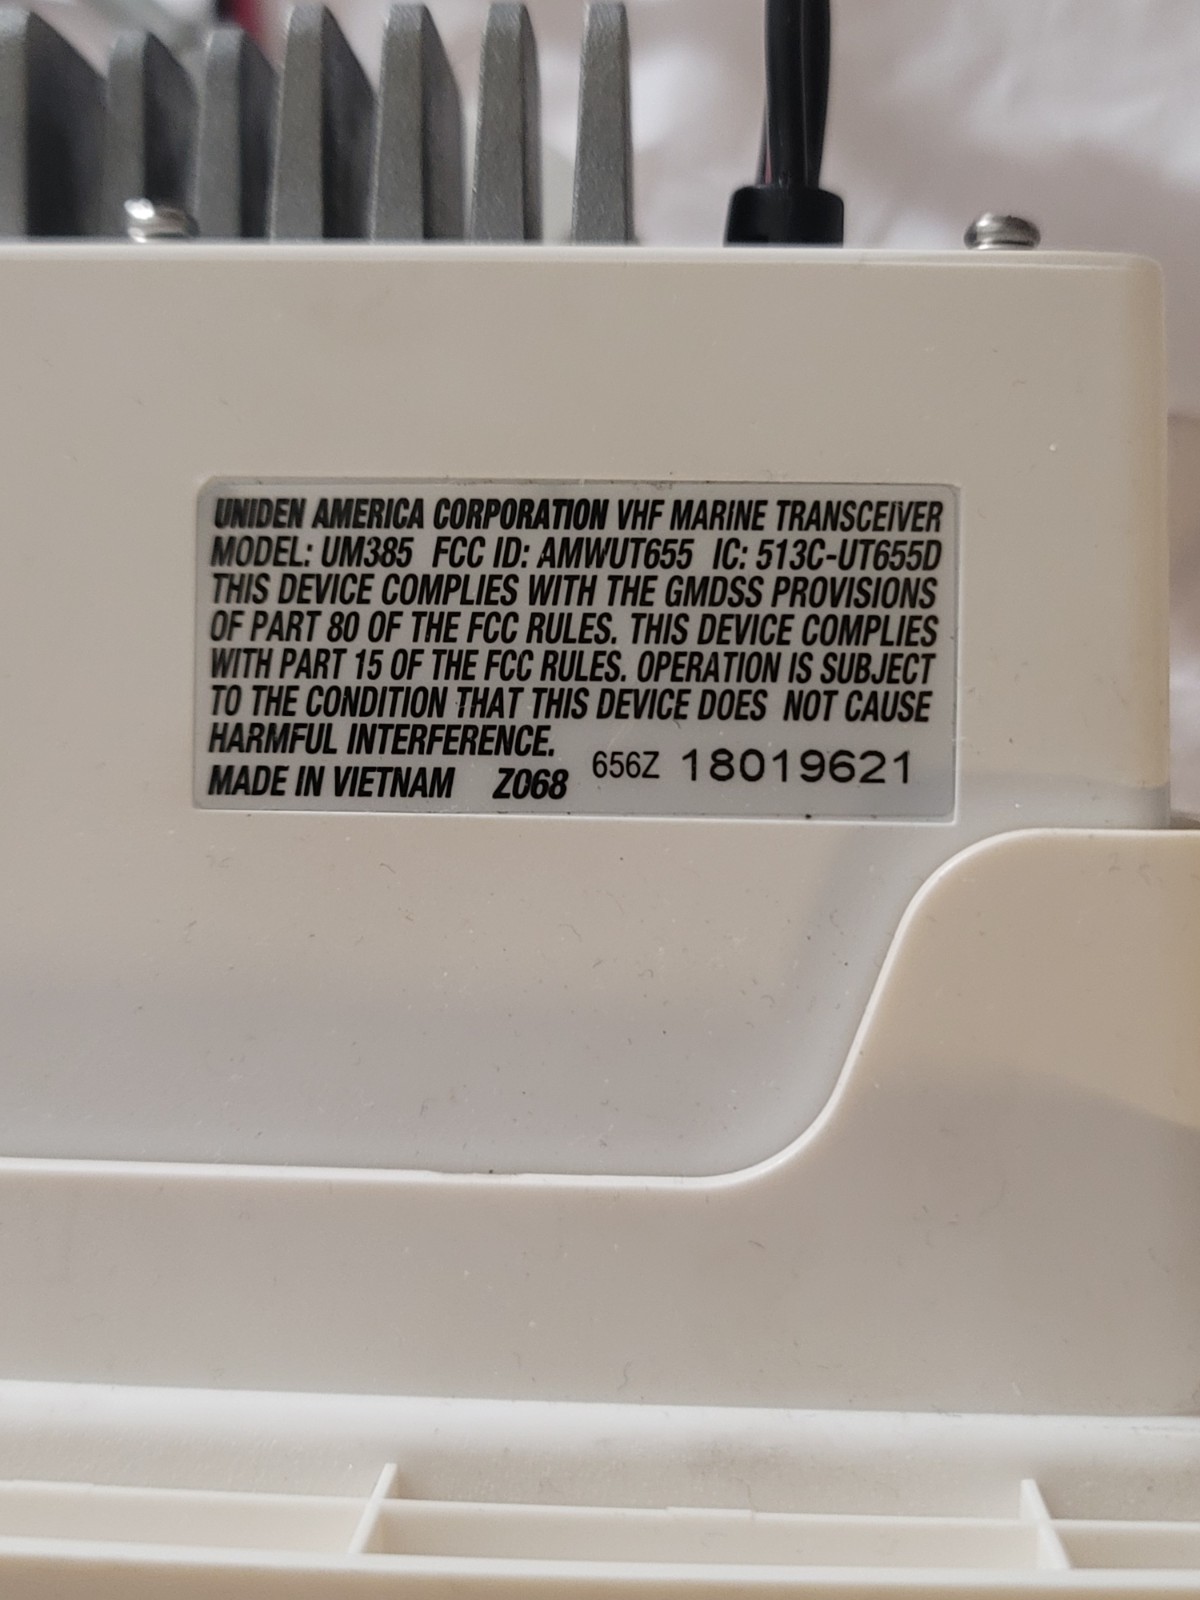 UNIDEN AMERICA CORPORATION VHF MARINE TRANSCEIVER
MODEL: UM385 FCC ID: AMWUT655 IC: 513C-UT655D
THIS DEVICE COMPLIES WITH THE GMDSS PROVISIONS
OF PART 80 OF THE FCC RULES. THIS DEVICE COMPLIES
WITH PART 15 OF THE FCC RULES. OPERATION IS SUBJECT
TO THE CONDITION THAT THIS DEVICE DOES NOT CAUSE
HARMFUL INTERFERENCE.
MADE IN VIETNAM Z068 656Z 18019621